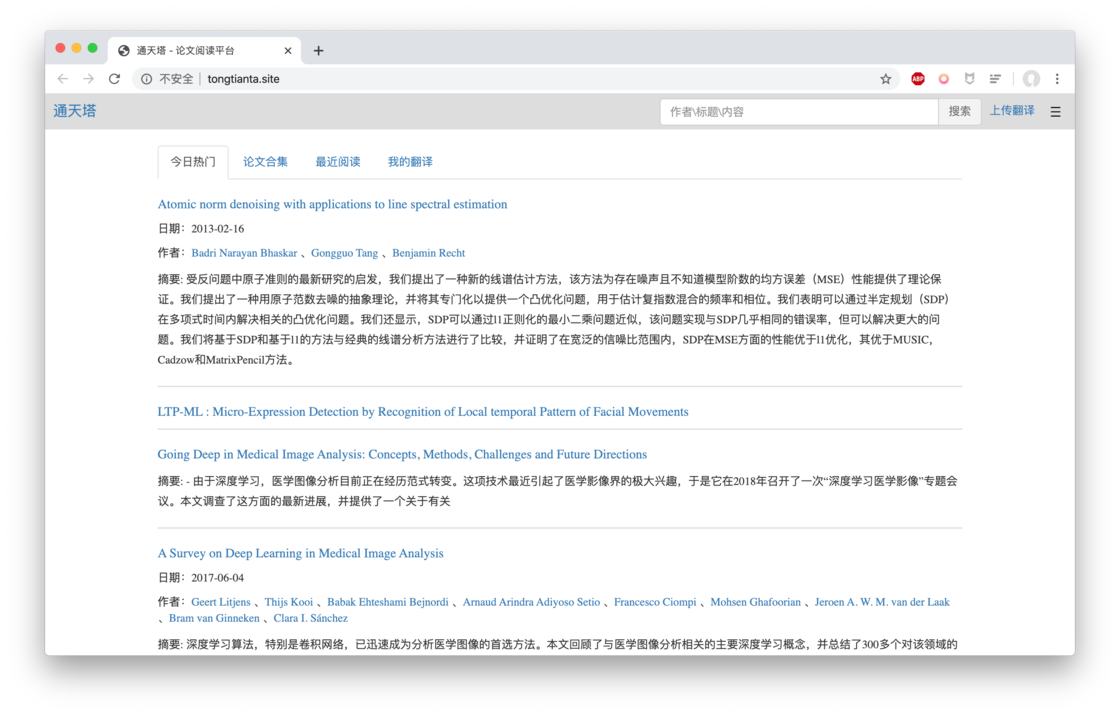 通天塔 - 论文阅读平台
不安全 | tongtianta.site
ABP
通天塔
作者\标题\内容 搜索 上传翻译
今日热门 论文合集 最近阅读 我的翻译
Atomic norm denoising with applications to line spectral estimation
日期：2013-02-16
作者：Badri Narayan Bhaskar 、Gongguo Tang 、Benjamin Recht
摘要: 受反问题中原子准则的最新研究的启发，我们提出了一种新的线谱估计方法，该方法为存在噪声且不知道模型阶数的均方误差（MSE）性能提供了理论保
证。我们提出了一种用原子范数去噪的抽象理论，并将其专门化以提供一个凸优化问题，用于估计复指数混合的频率和相位。我们表明可以通过半定规划（SDP）
在多项式时间内解决相关的凸优化问题。我们还显示，SDP可以通过l1正则化的最小二乘问题近似，该问题实现与SDP几乎相同的错误率，但可以解决更大的问
题。我们将基于SDP和基于l1的方法与经典的线谱分析方法进行了比较，并证明了在宽泛的信噪比范围内，SDP在MSE方面的性能优于l1优化，其优于MUSIC，
Cadzow和MatrixPencil方法。
LTP-ML : Micro-Expression Detection by Recognition of Local temporal Pattern of Facial Movements
Going Deep in Medical Image Analysis: Concepts, Methods, Challenges and Future Directions
摘要: - 由于深度学习，医学图像分析目前正在经历范式转变。这项技术最近引起了医学影像界的极大兴趣，于是它在2018年召开了一次“深度学习医学影像”专题会
议。本文调查了这方面的最新进展，并提供了一个关于有关
A Survey on Deep Learning in Medical Image Analysis
日期：2017-06-04
作者：Geert Litjens 、Thijs Kooi 、Babak Ehteshami Bejnordi 、Arnaud Arindra Adiyoso Setio 、Francesco Ciompi 、Mohsen Ghafoorian 、Jeroen A. W. M. van der Laak
、Bram van Ginneken 、Clara I. Sánchez
摘要: 深度学习算法，特别是卷积网络，已迅速成为分析医学图像的首选方法。本文回顾了与医学图像分析相关的主要深度学习概念，并总结了300多个对该领域的